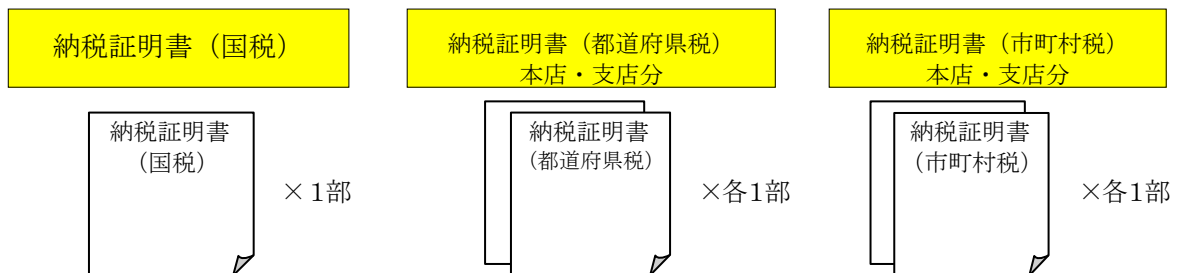 納税証明書（国税）
納税証明書（都道府県税）
本店・支店分
納税証明書（市町村税）
本店・支店分
納税証明書
（国税）
×1部
納税証明書
（都道府県税）
×各1部
納税証明書
（市町村税）
×各1部